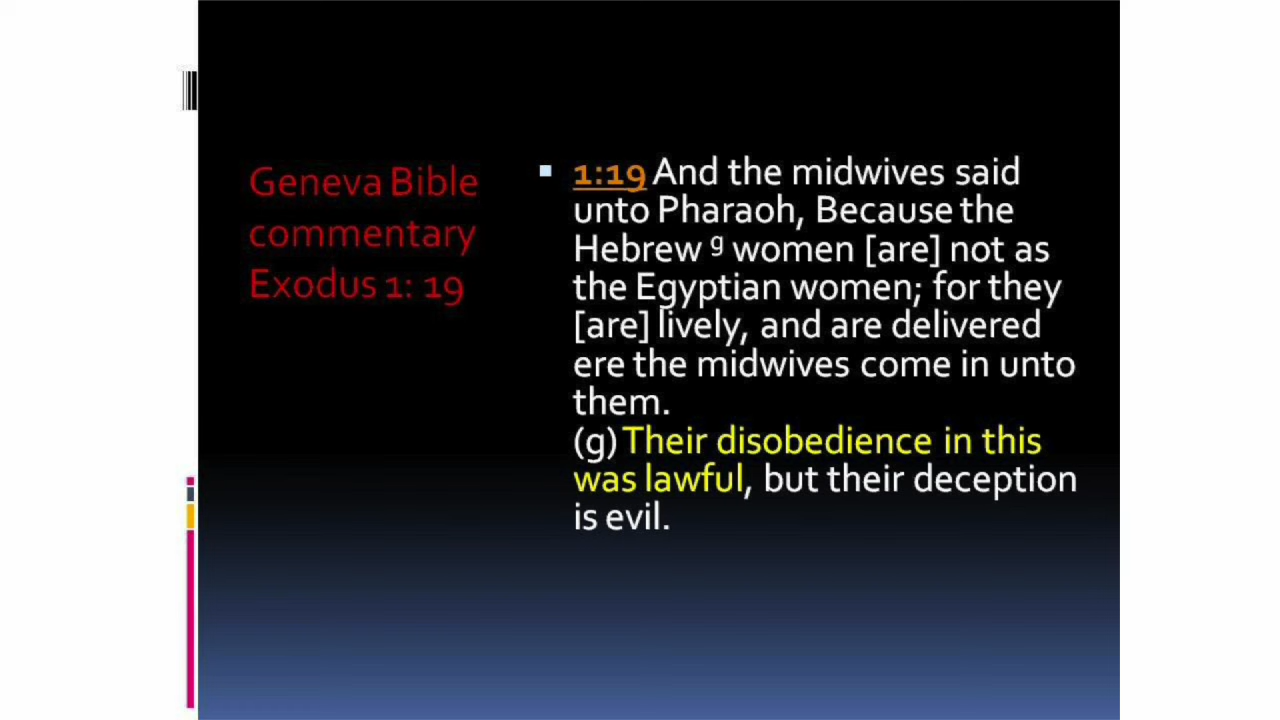 Geneva Bible
commentary
Exodus 1: 19
1:19 And the midwives said
unto Pharaoh, Because the
Hebrew g women [are] not as
the Egyptian women; for they
[are] lively, and are delivered
ere the midwives come in unto
them.
(g) Their disobedience in this
was lawful, but their deception
is evil.